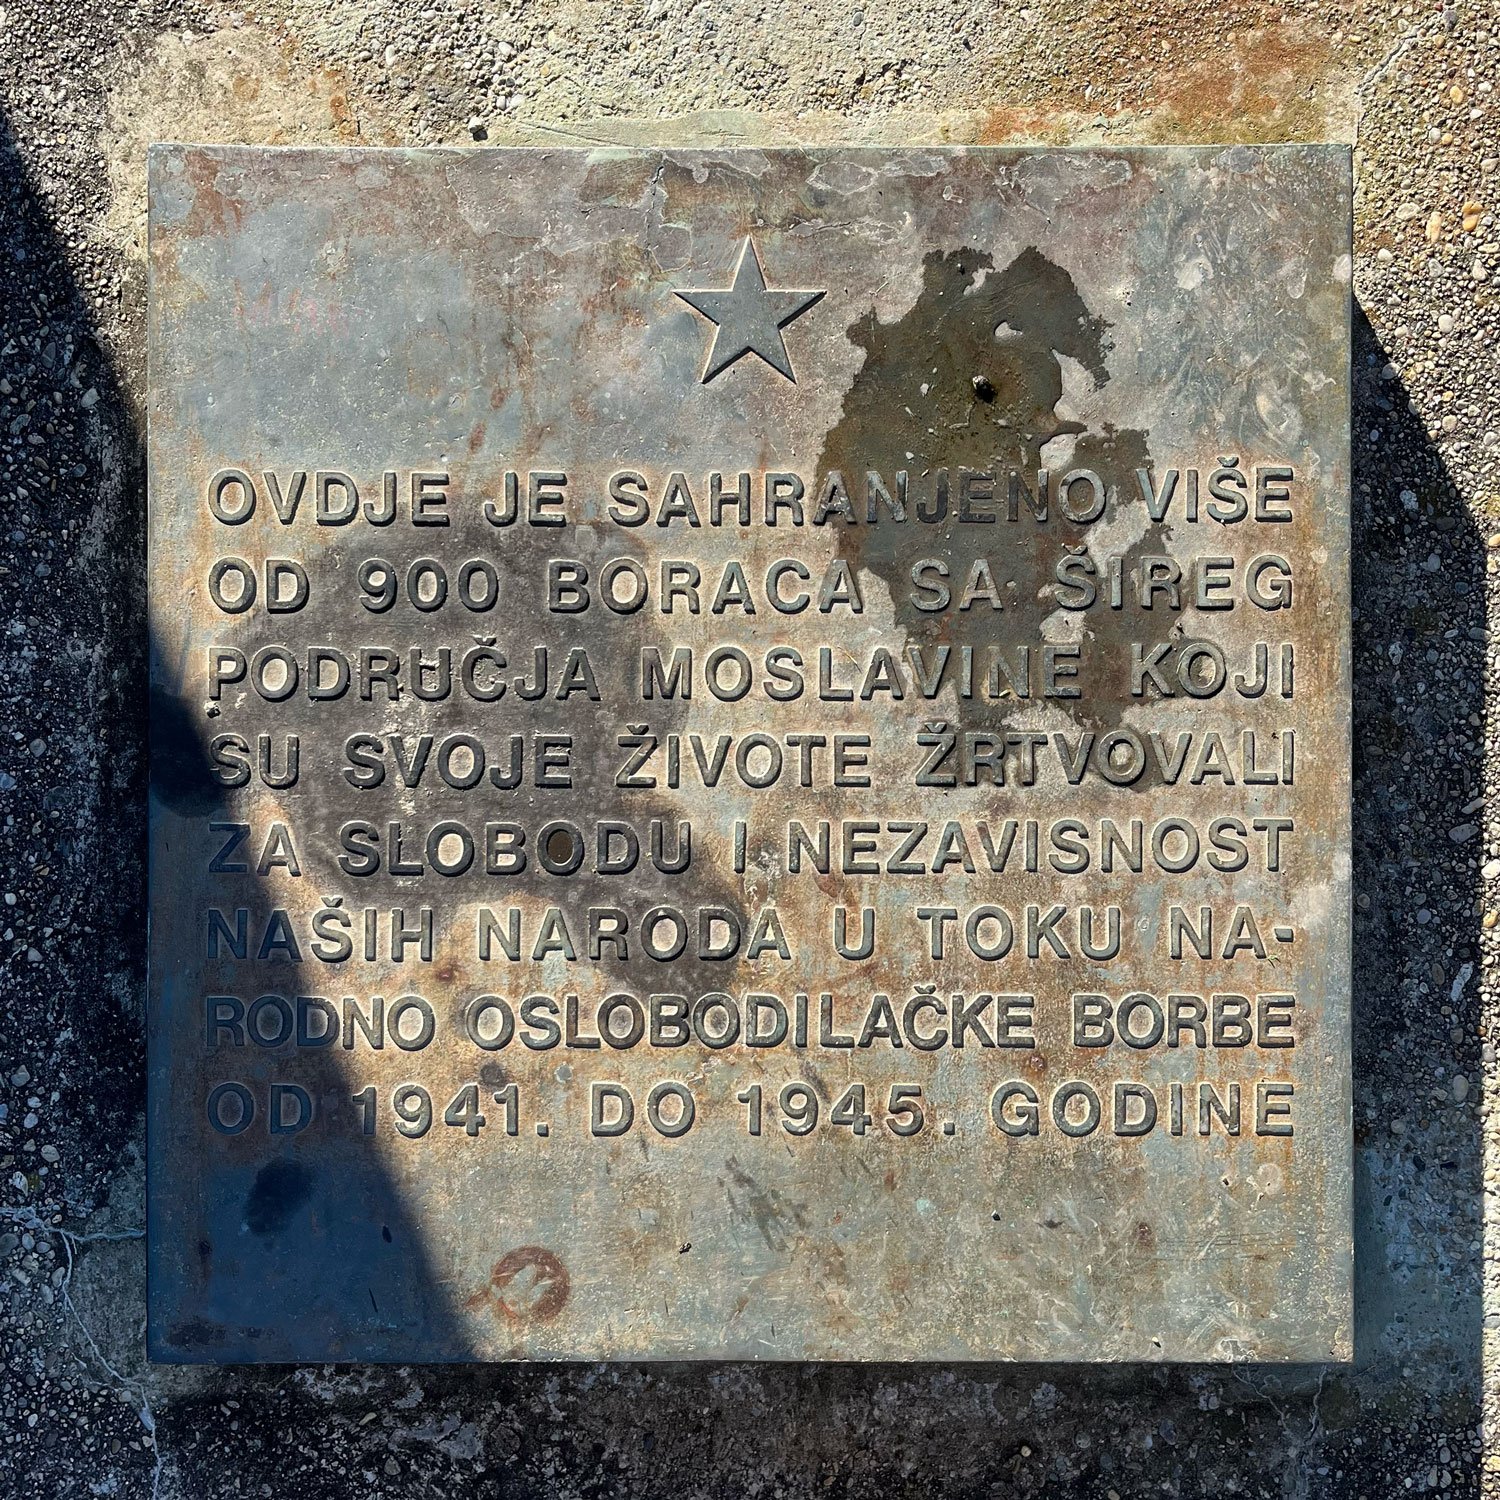 OVDJE JE SAHRANJENO VIŠE
OD 900 BORACA SA ŠIREG
PODRUČJA MOSLAVINE KOJI
SU SVOJE ŽIVOTE ŽRTVOVALI
ZA SLOBODU I NEZAVISNOST
NAŠIH NARODA U TOKU NA-
RODNO OSLOBODILAČKE BORBE
OD 1941. DO 1945. GODINE